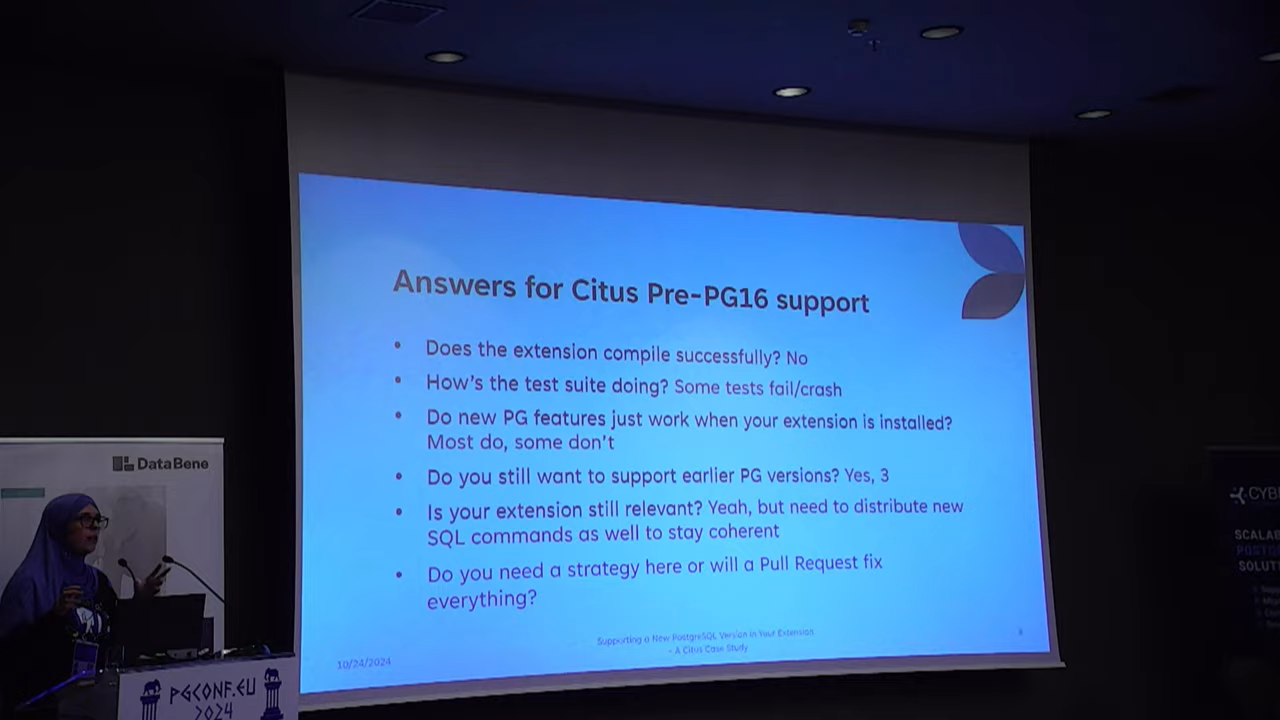 Answers for Citus Pre-PG16 support
• Does the extension compile successfully? No
• How's the test suite doing? Some tests fail/crash
• Do new PG features just work when your extension is installed?
Most do, some don't
• Do you still want to support earlier PG versions? Yes, 3
• Is your extension still relevant? Yeah, but need to distribute new
SQL commands as well to stay coherent
• Do you need a strategy here or will a Pull Request fix
everything?
10/24/2024
Supporting a New PostgreSQL Version in Your Extension
- A Citus Case Study
Data Bene
PGCONF.EU
2024